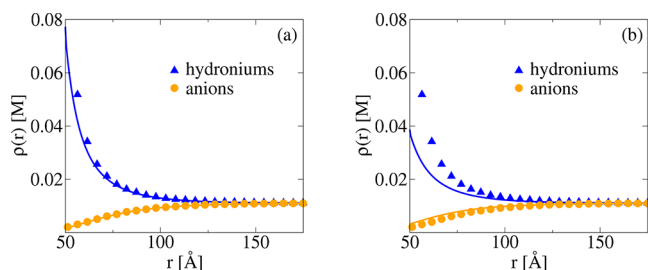 0.08
(a)
0.06
hydroniums
anions
ρ(r) [M]
0.04
0.02
50
100
150
r [Å]
0.08
(b)
0.06
hydroniums
anions
ρ(r) [M]
0.04
0.02
50
100
150
r [Å]